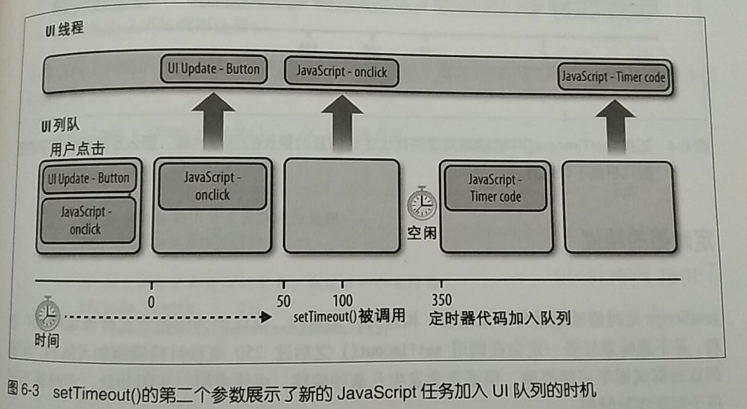 UI 线程
UI Update - Button
JavaScript - onclick
JavaScript - Timer code
UI 列队
用户点击
UI Update - Button
JavaScript -
onclick
JavaScript -
onclick
空闲
JavaScript -
Timer code
0
50
100
350
时间
setTimeout()被调用
定时器代码加入队列
图 6-3 setTimeout()的第二个参数展示了新的 JavaScript 任务加入 UI 队列的时机